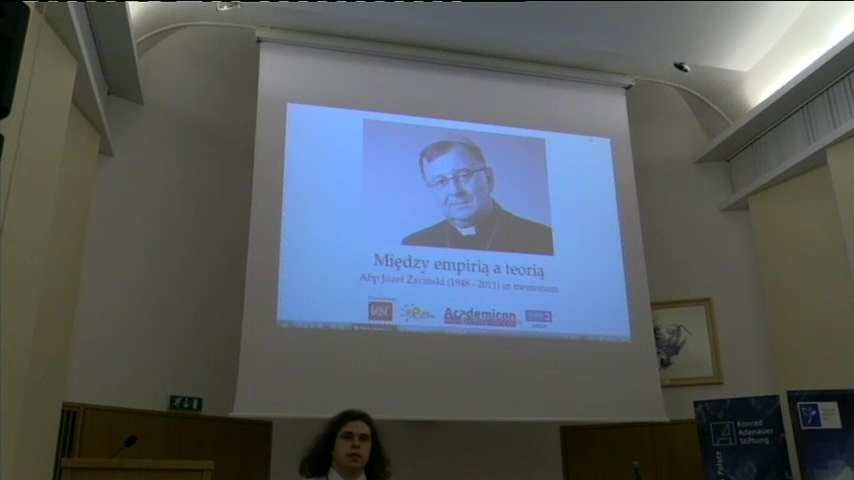 Między empirią a teorią
Abp Józef Życiński (1948 - 2011) in memoriam
Academicon
Konrad
Adenauer
Stiftung